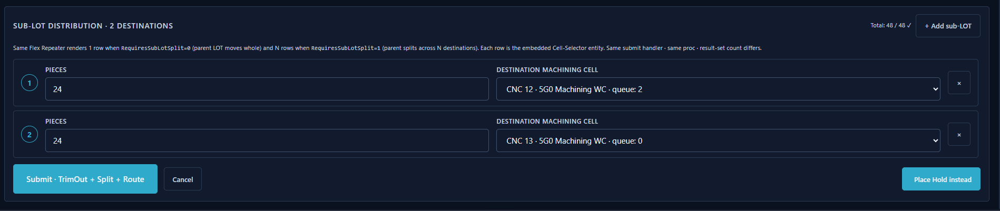 SUB-LOT DISTRIBUTION · 2 DESTINATIONS
Total: 48 / 48 ✓
+ Add sub-LOT
Same Flex Repeater renders 1 row when RequiresSubLotSplit=0 (parent LOT moves whole) and N rows when RequiresSubLotSplit=1 (parent splits across N destinations). Each row is the embedded Cell-Selector entity. Same submit handler · same proc · result-set count differs.
1
PIECES
24
DESTINATION MACHINING CELL
CNC 12 · 5G0 Machining WC · queue: 2
×
2
PIECES
24
DESTINATION MACHINING CELL
CNC 13 · 5G0 Machining WC · queue: 0
×
Submit · TrimOut + Split + Route
Cancel
Place Hold instead